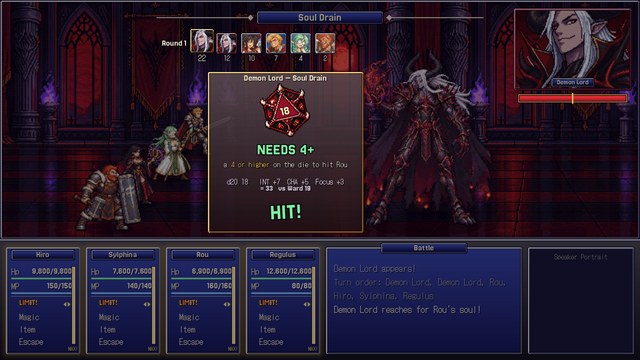 Soul Drain
Round 1
22 12 10 7 4 2
Demon Lord
Demon Lord — Soul Drain
18
NEEDS 4+
a 4 or higher on the die to hit Rou
d20 18 INT +7 CHA +5 Focus +3
= 33 vs Ward 19
HIT!
Hiro
HP 9,800/9,800
MP 150/150
LIMIT!
Magic
Item
Escape
Sylphina
HP 7,600/7,600
MP 140/140
LIMIT!
Magic
Item
Escape
Rou
HP 6,900/6,900
MP 160/160
LIMIT!
Magic
Item
Escape
Regulus
HP 12,600/12,600
MP 80/80
LIMIT!
Magic
Item
Escape
Battle
Demon Lord appears!
Turn order: Demon Lord, Demon Lord, Rou,
Hiro, Sylphina, Regulus
Demon Lord reaches for Rou's soul!
Speaker Portrait